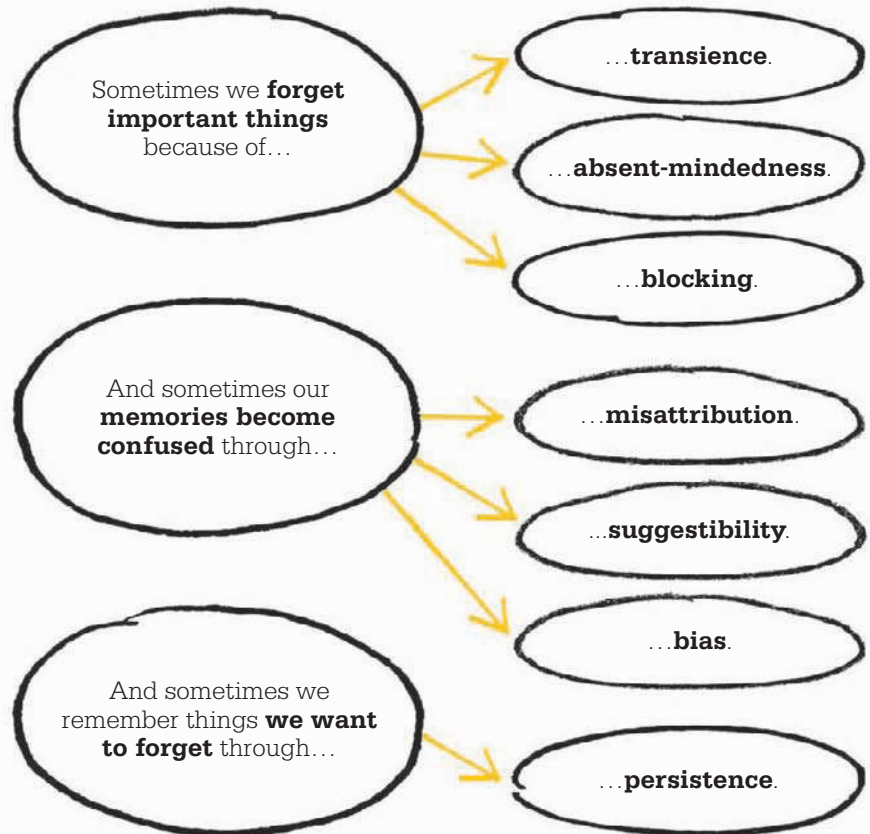 Sometimes we forget
important things
because of…
…transience.
…absent-mindedness.
…blocking.
And sometimes our
memories become
confused through…
…misattribution.
...suggestibility.
…bias.
And sometimes we
remember things we want
to forget through…
…persistence.